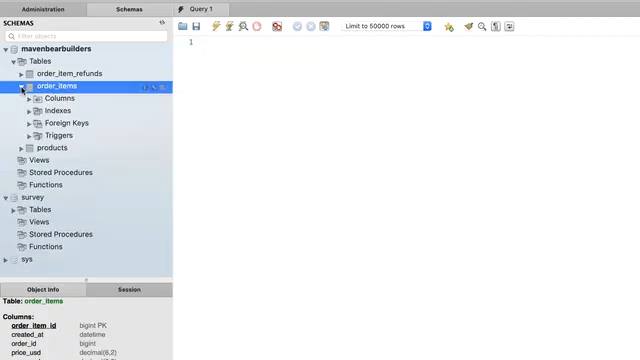 Administration
Schemas
Query 1
SCHEMAS
Filter objects
Limit to 50000 rows
1
mavenbearbuilders
Tables
order_item_refunds
order_items
Columns
Indexes
Foreign Keys
Triggers
products
Views
Stored Procedures
Functions
survey
Tables
Views
Stored Procedures
Functions
sys
Object Info
Session
Table: order_items
Columns:
order_item_id bigint PK
created_at datetime
order_id bigint
price_usd decimal(6,2)